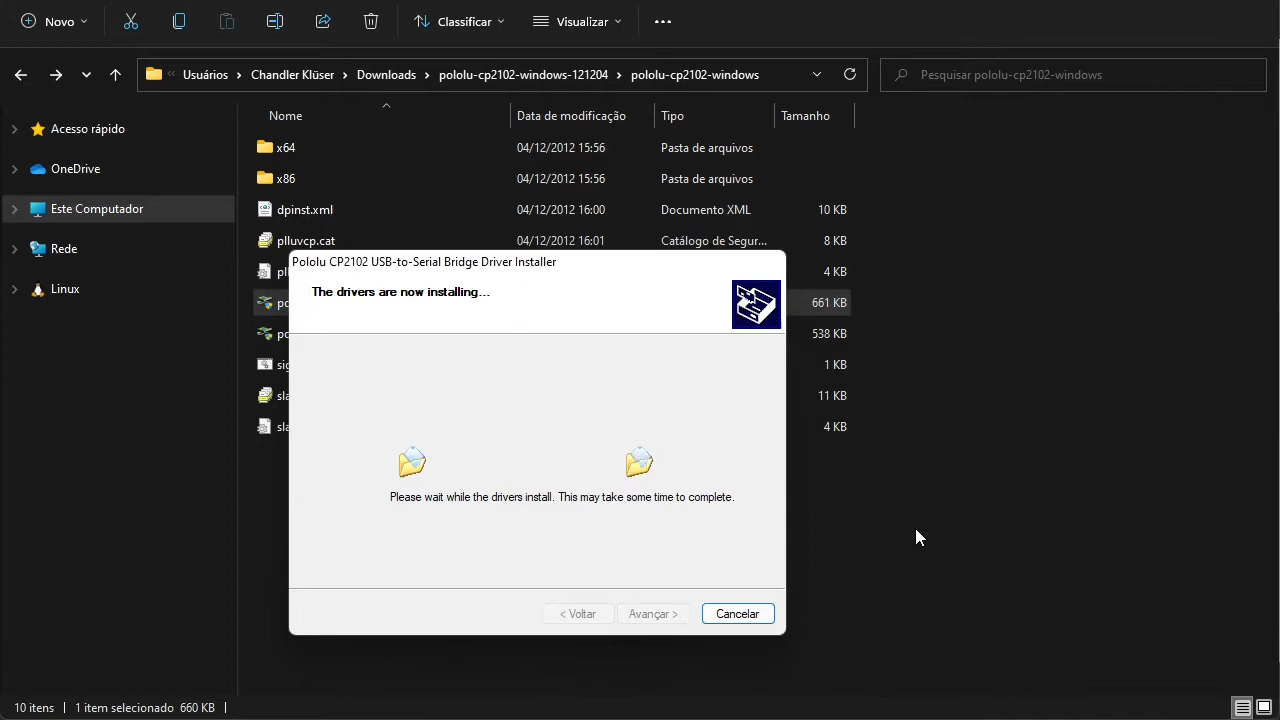 Novo
Classificar
Visualizar
Usuários > Chandler Klüser > Downloads > pololu-cp2102-windows-121204 > pololu-cp2102-windows
Pesquisar pololu-cp2102-windows
Acesso rápido
OneDrive
Este Computador
Rede
Linux
Nome Data de modificação Tipo Tamanho
x64 04/12/2012 15:56 Pasta de arquivos
x86 04/12/2012 15:56 Pasta de arquivos
dpinst.xml 04/12/2012 16:00 Documento XML 10 KB
plluvcp.cat 04/12/2012 16:01 Catálogo de Segur... 8 KB
pl 4 KB
po 661 KB
po 538 KB
sig 1 KB
sla 11 KB
sla 4 KB
Pololu CP2102 USB-to-Serial Bridge Driver Installer
The drivers are now installing...
Please wait while the drivers install. This may take some time to complete.
< Voltar
Avançar >
Cancelar
10 itens
1 item selecionado 660 KB